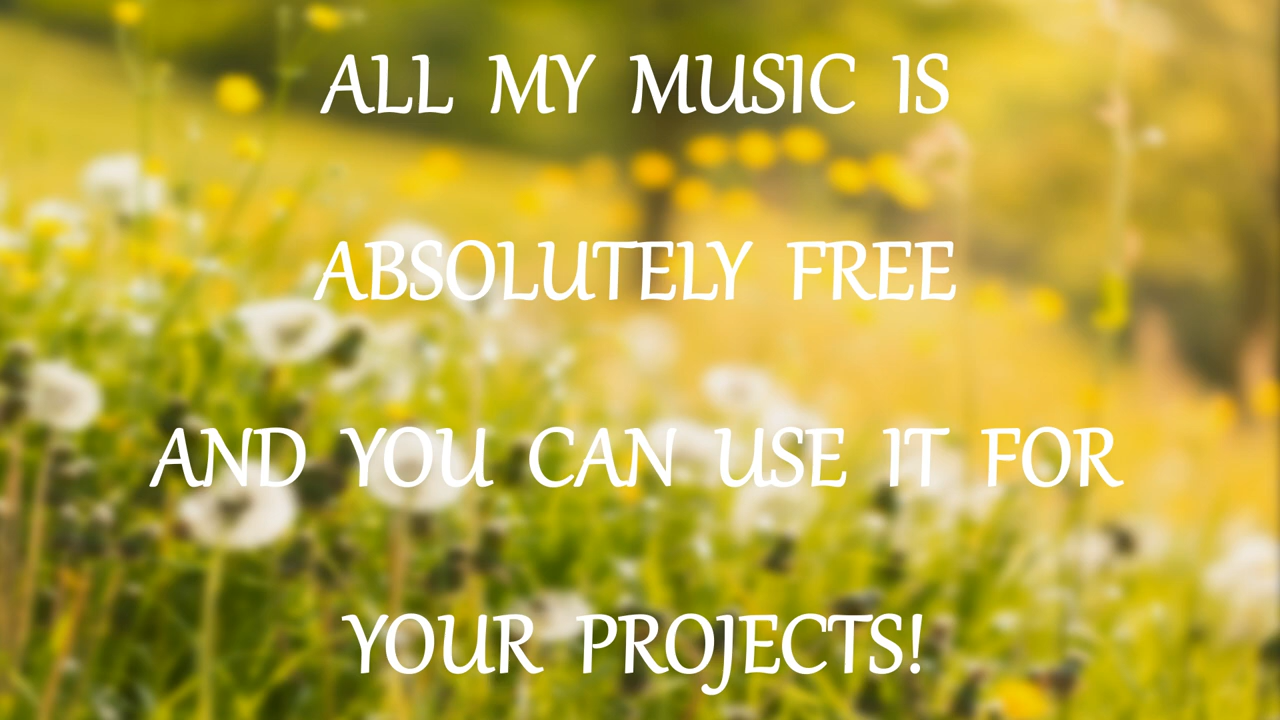 ALL MY MUSIC IS
ABSOLUTELY FREE
AND YOU CAN USE IT FOR
YOUR PROJECTS!